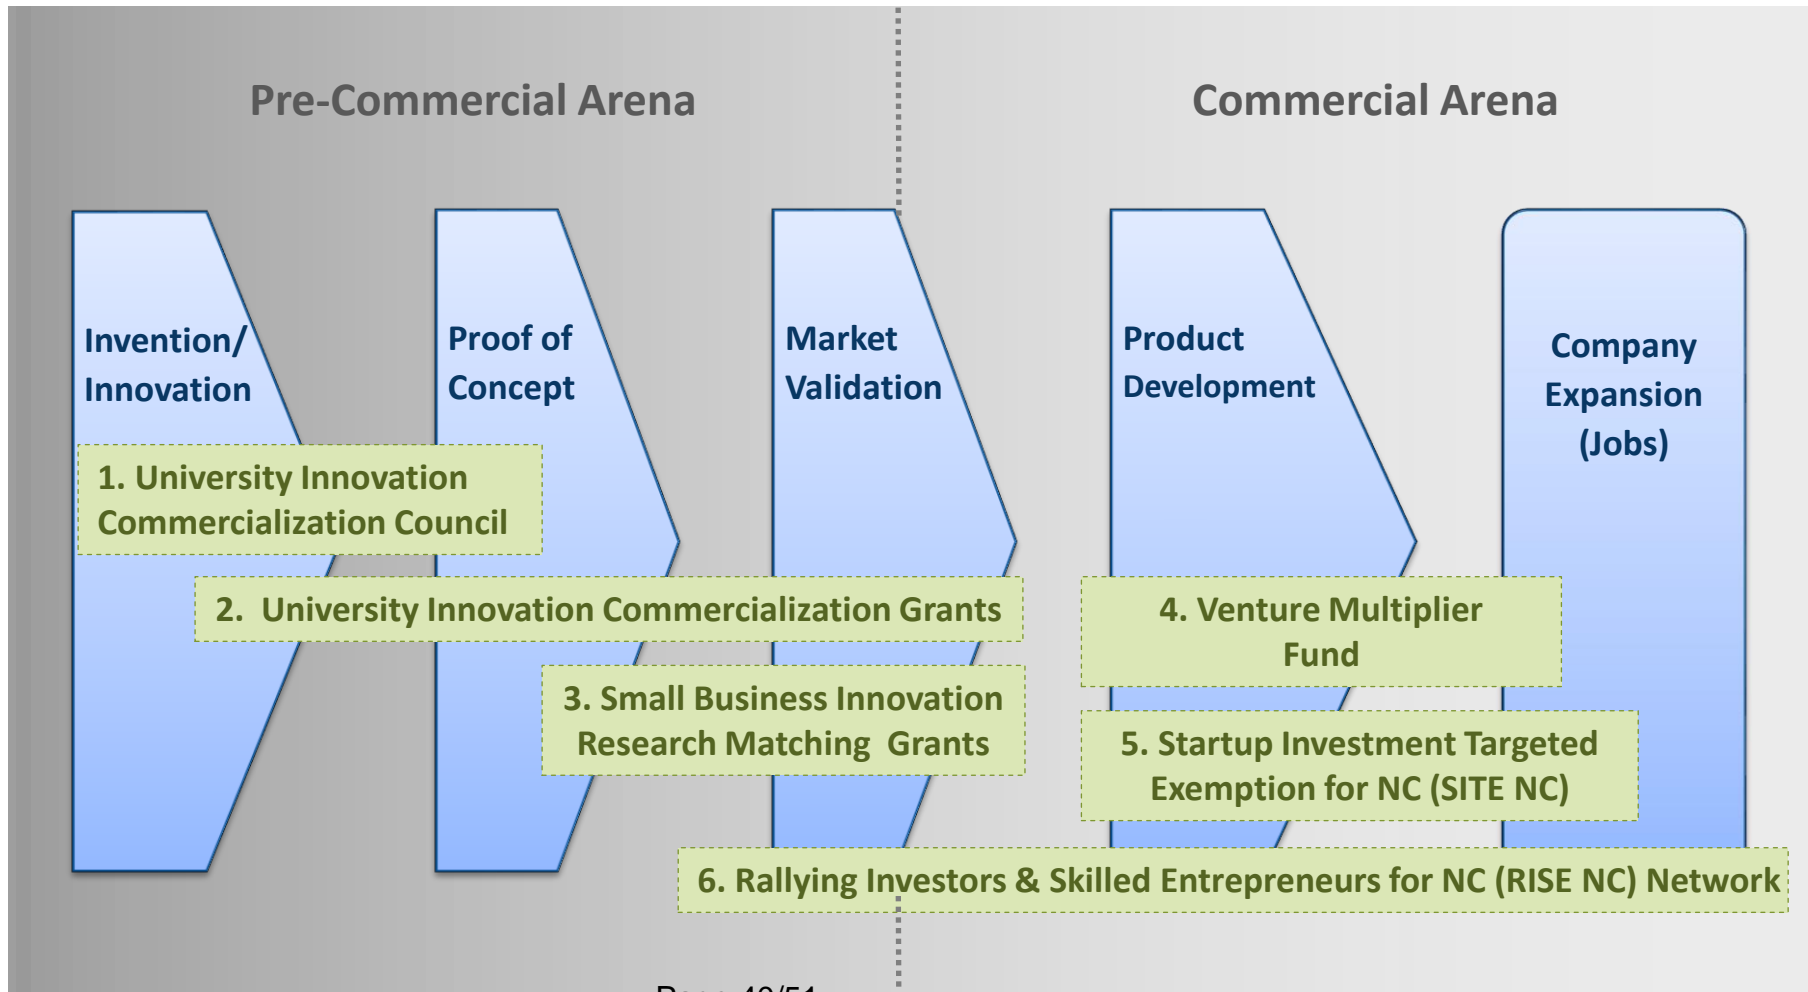 Pre-Commercial Arena
Commercial Arena
Invention/
Innovation
Proof of
Concept
Market
Validation
Product
Development
Company
Expansion
(Jobs)
1. University Innovation
Commercialization Council
2. University Innovation Commercialization Grants
3. Small Business Innovation
Research Matching Grants
4. Venture Multiplier
Fund
5. Startup Investment Targeted
Exemption for NC (SITE NC)
6. Rallying Investors & Skilled Entrepreneurs for NC (RISE NC) Network